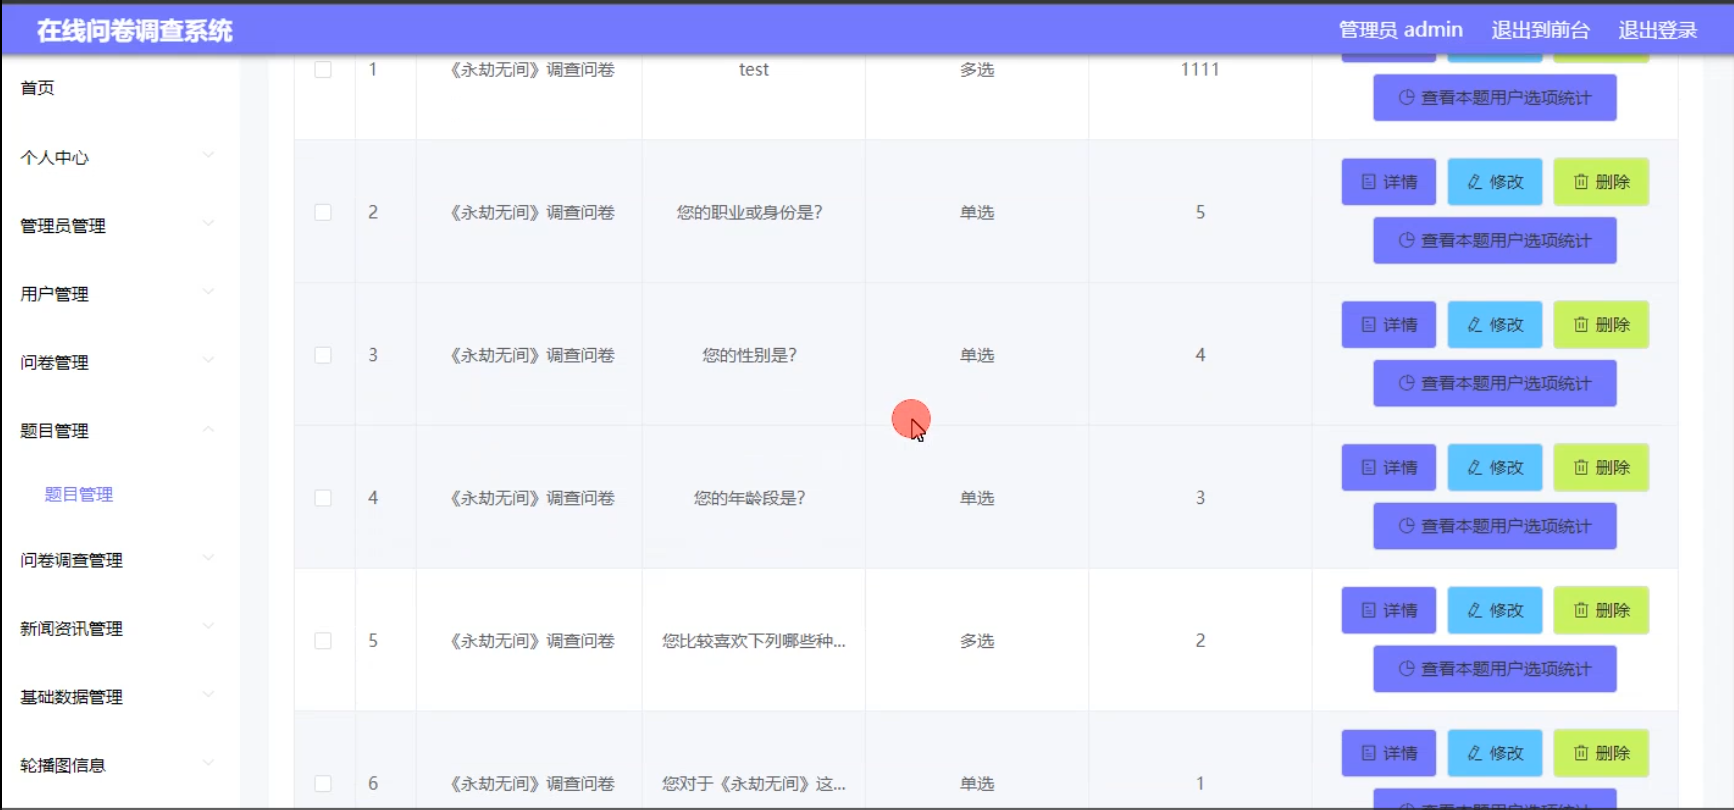 在线问卷调查系统
管理员 admin 退出到前台 退出登录
首页
个人中心
管理员管理
用户管理
问卷管理
题目管理
题目管理
问卷调查管理
新闻资讯管理
基础数据管理
轮播图信息
1 《永劫无间》调查问卷 test 多选 1111
查看本题用户选项统计
2 《永劫无间》调查问卷 您的职业或身份是? 单选 5 详情 修改 删除
查看本题用户选项统计
3 《永劫无间》调查问卷 您的性别是? 单选 4 详情 修改 删除
查看本题用户选项统计
4 《永劫无间》调查问卷 您的年龄段是? 单选 3 详情 修改 删除
查看本题用户选项统计
5 《永劫无间》调查问卷 您比较喜欢下列哪些种... 多选 2 详情 修改 删除
查看本题用户选项统计
6 《永劫无间》调查问卷 您对于《永劫无间》这... 单选 1 详情 修改 删除